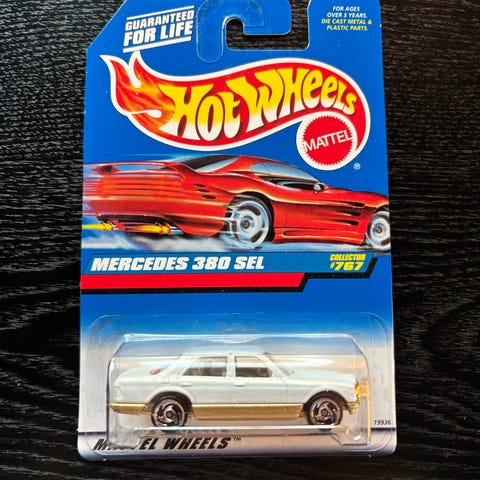 GUARANTEED
FOR LIFE
FOR AGES
OVER 3 YEARS.
DIE CAST METAL &
PLASTIC PARTS.
HOT WHEELS
MATTEL
®
MERCEDES 380 SEL
COLLECTOR
#767
19936
WHEELS™